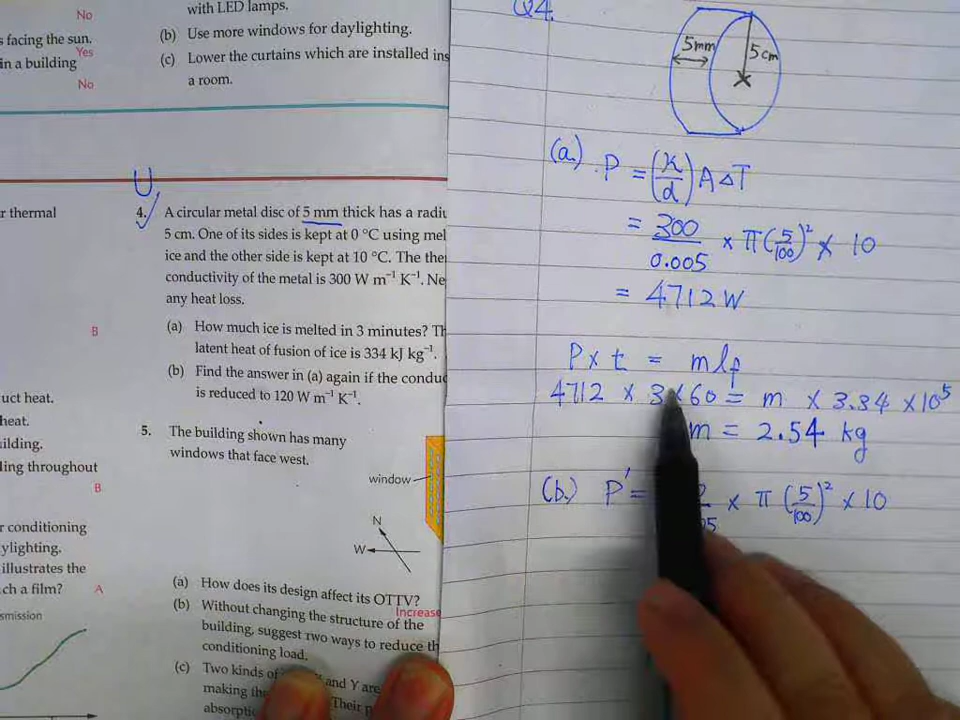 No
with LED lamps.
s facing the sun.
Yes
(b) Use more windows for daylighting.
in a building
(c) Lower the curtains which are installed ins
No
a room.
U
r thermal
4. A circular metal disc of 5 mm thick has a radiu
5 cm. One of its sides is kept at 0 °C using mel
ice and the other side is kept at 10 °C. The the
conductivity of the metal is 300 W m⁻¹ K⁻¹. Ne
any heat loss.
B
(a) How much ice is melted in 3 minutes? Th
latent heat of fusion of ice is 334 kJ kg⁻¹.
(b) Find the answer in (a) again if the conduc
is reduced to 120 W m⁻¹ K⁻¹.
uct heat.
heat.
ilding.
ling throughout
B
5. The building shown has many
windows that face west.
window
N
W
r conditioning
ylighting.
illustrates the
ch a film?
A
smission
(a) How does its design affect its OTTV?
Increase
(b) Without changing the structure of the
building, suggest two ways to reduce th
conditioning load.
(c) Two kinds of
and Y are
making the
Their p
absorptio
Q4.
5mm
5cm
(a.) P = (K/d) A ΔT
= 300/0.005 × π(5/100)² × 10
= 4712 W
P × t = mlf
4712 × 3 × 60 = m × 3.34 × 10⁵
m = 2.54 kg
(b.) P' =
× π (5/100)² × 10